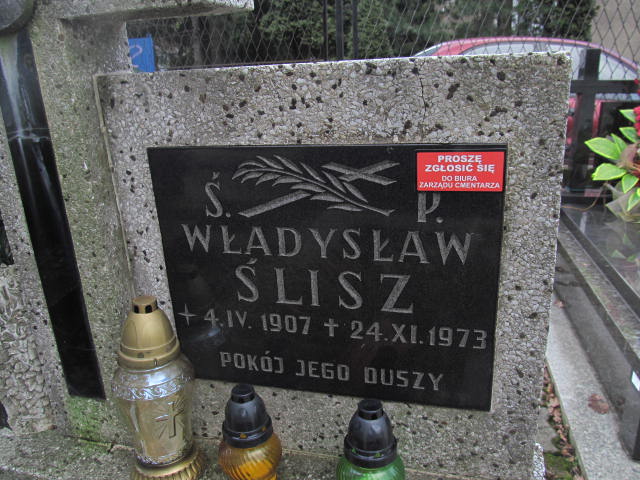 PROSZĘ
ZGŁOSIĆ SIĘ
DO BIURA
ZARZĄDU CMENTARZA
Ś. P.
WŁADYSŁAW
ŚLISZ
+ 4.IV. 1907 + 24.XI.1973
POKÓJ JEGO DUSZY